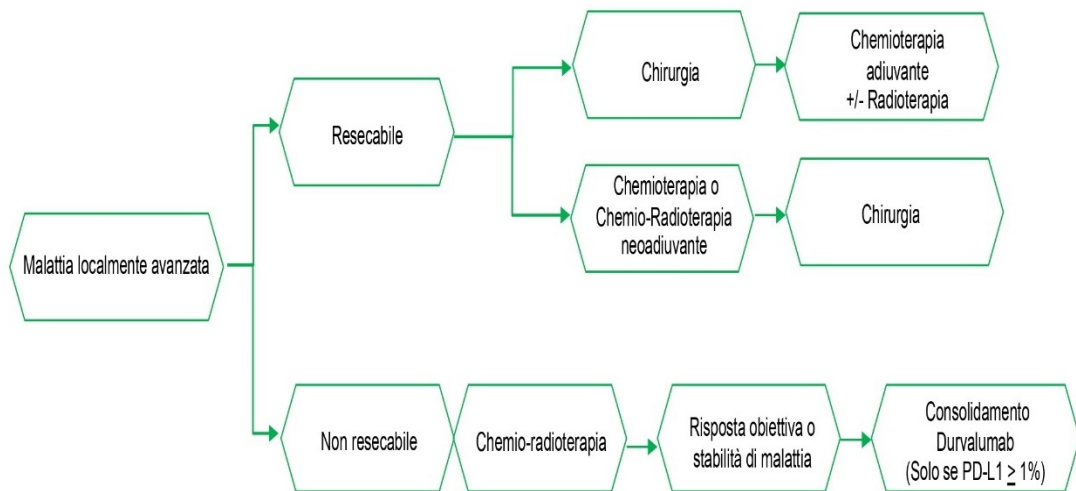 Malattia localmente avanzata
Resecabile
Chirurgia
Chemioterapia
adiuvante
+/- Radioterapia
Chemioterapia o
Chemio-Radioterapia
neoadiuvante
Chirurgia
Non resecabile
Chemio-radioterapia
Risposta obiettiva o
stabilità di malattia
Consolidamento
Durvalumab
(Solo se PD-L1 ≥ 1%)